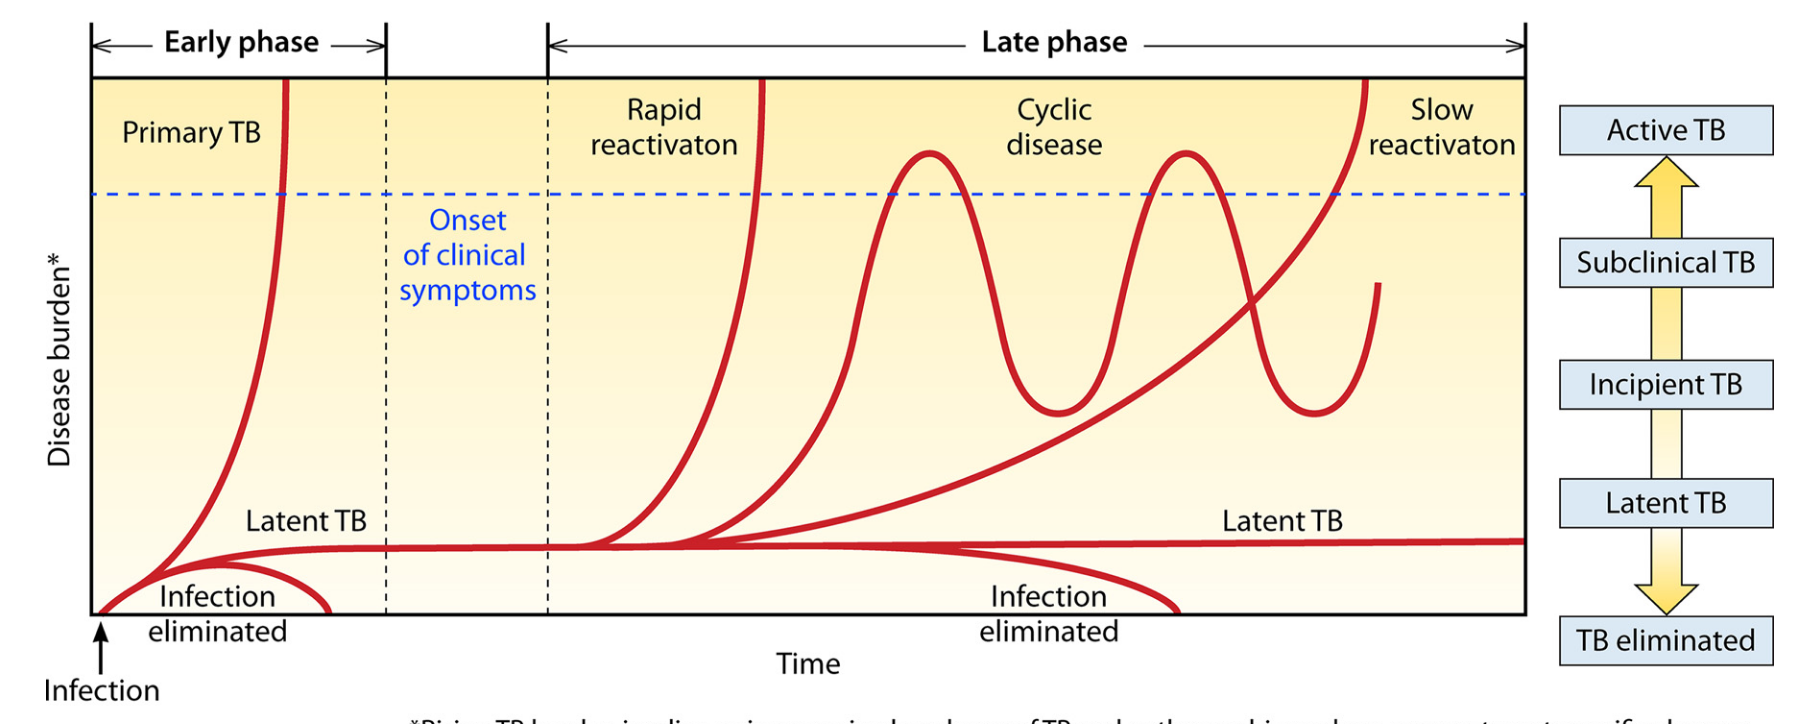 Early phase
Late phase
Primary TB
Rapid
reactivaton
Cyclic
disease
Slow
reactivaton
Onset
of clinical
symptoms
Disease burden*
Latent TB
Latent TB
Infection
eliminated
Infection
eliminated
Time
Infection
Active TB
Subclinical TB
Incipient TB
Latent TB
TB eliminated